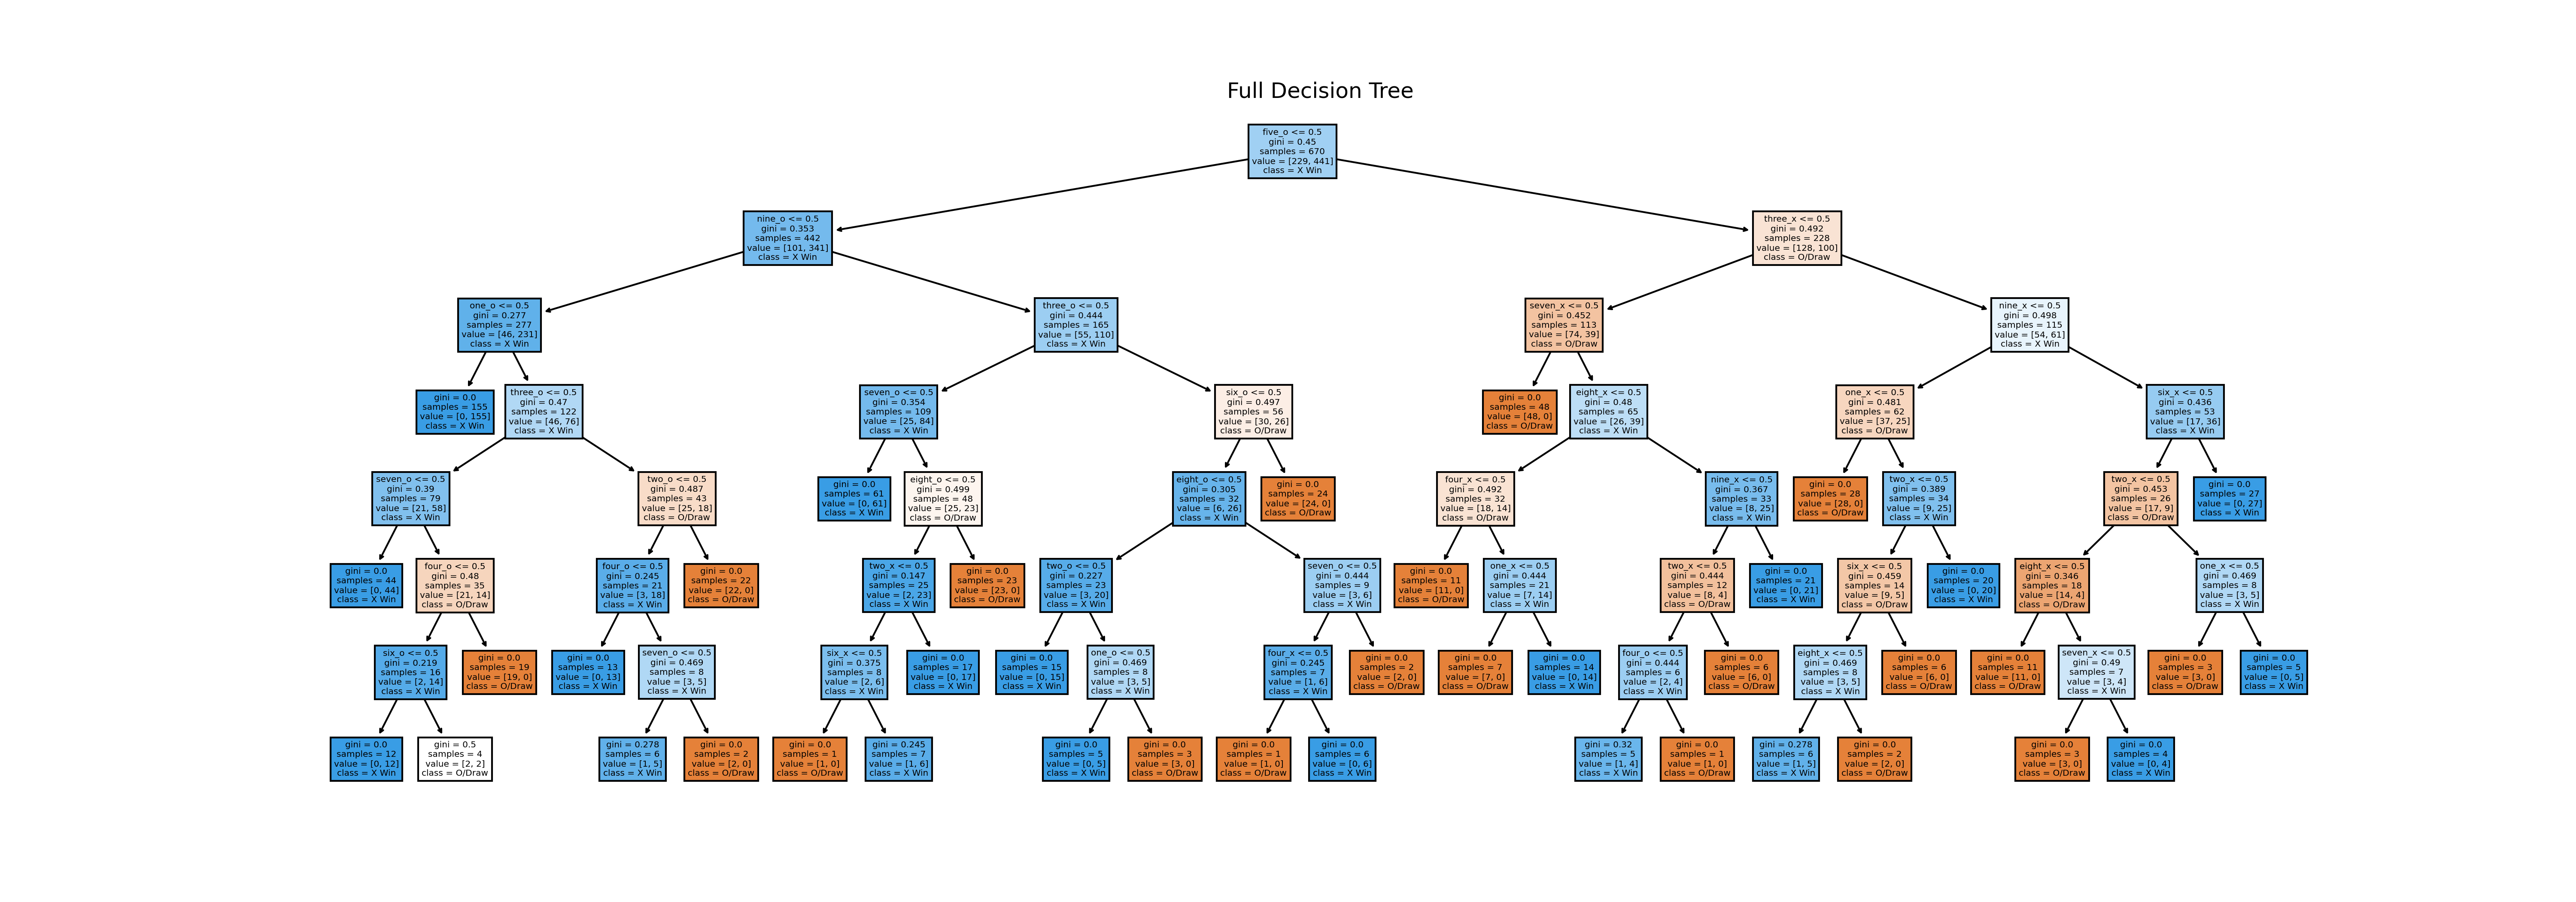 Full Decision Tree
five_o <= 0.5
gini = 0.45
samples = 670
value = [229, 441]
class = X Win
nine_o <= 0.5
gini = 0.353
samples = 442
value = [101, 341]
class = X Win
three_x <= 0.5
gini = 0.492
samples = 228
value = [128, 100]
class = O/Draw
one_o <= 0.5
gini = 0.277
samples = 277
value = [46, 231]
class = X Win
three_o <= 0.5
gini = 0.444
samples = 165
value = [55, 110]
class = X Win
seven_x <= 0.5
gini = 0.452
samples = 113
value = [74, 39]
class = O/Draw
nine_x <= 0.5
gini = 0.498
samples = 115
value = [54, 61]
class = X Win
gini = 0.0
samples = 155
value = [0, 155]
class = X Win
three_o <= 0.5
gini = 0.47
samples = 122
value = [46, 76]
class = X Win
seven_o <= 0.5
gini = 0.354
samples = 109
value = [25, 84]
class = X Win
six_o <= 0.5
gini = 0.497
samples = 56
value = [30, 26]
class = O/Draw
gini = 0.0
samples = 48
value = [48, 0]
class = O/Draw
eight_x <= 0.5
gini = 0.48
samples = 65
value = [26, 39]
class = X Win
one_x <= 0.5
gini = 0.481
samples = 62
value = [37, 25]
class = O/Draw
six_x <= 0.5
gini = 0.436
samples = 53
value = [17, 36]
class = X Win
seven_o <= 0.5
gini = 0.39
samples = 79
value = [21, 58]
class = X Win
two_o <= 0.5
gini = 0.487
samples = 43
value = [25, 18]
class = O/Draw
gini = 0.0
samples = 61
value = [0, 61]
class = X Win
eight_o <= 0.5
gini = 0.499
samples = 48
value = [25, 23]
class = O/Draw
eight_o <= 0.5
gini = 0.305
samples = 32
value = [6, 26]
class = X Win
gini = 0.0
samples = 24
value = [24, 0]
class = O/Draw
four_x <= 0.5
gini = 0.492
samples = 32
value = [18, 14]
class = O/Draw
nine_x <= 0.5
gini = 0.367
samples = 33
value = [8, 25]
class = X Win
gini = 0.0
samples = 28
value = [28, 0]
class = O/Draw
two_x <= 0.5
gini = 0.389
samples = 34
value = [9, 25]
class = X Win
two_x <= 0.5
gini = 0.453
samples = 26
value = [17, 9]
class = O/Draw
gini = 0.0
samples = 27
value = [0, 27]
class = X Win
gini = 0.0
samples = 44
value = [0, 44]
class = X Win
four_o <= 0.5
gini = 0.48
samples = 35
value = [21, 14]
class = O/Draw
four_o <= 0.5
gini = 0.245
samples = 21
value = [3, 18]
class = X Win
gini = 0.0
samples = 22
value = [22, 0]
class = O/Draw
two_x <= 0.5
gini = 0.147
samples = 25
value = [2, 23]
class = X Win
gini = 0.0
samples = 23
value = [23, 0]
class = O/Draw
two_o <= 0.5
gini = 0.227
samples = 23
value = [3, 20]
class = X Win
seven_o <= 0.5
gini = 0.444
samples = 9
value = [3, 6]
class = X Win
gini = 0.0
samples = 11
value = [11, 0]
class = O/Draw
one_x <= 0.5
gini = 0.444
samples = 21
value = [7, 14]
class = X Win
two_x <= 0.5
gini = 0.444
samples = 12
value = [8, 4]
class = O/Draw
gini = 0.0
samples = 21
value = [0, 21]
class = X Win
six_x <= 0.5
gini = 0.459
samples = 14
value = [9, 5]
class = O/Draw
gini = 0.0
samples = 20
value = [0, 20]
class = X Win
eight_x <= 0.5
gini = 0.346
samples = 18
value = [14, 4]
class = O/Draw
one_x <= 0.5
gini = 0.469
samples = 8
value = [3, 5]
class = X Win
six_o <= 0.5
gini = 0.219
samples = 16
value = [2, 14]
class = X Win
gini = 0.0
samples = 19
value = [19, 0]
class = O/Draw
gini = 0.0
samples = 13
value = [0, 13]
class = X Win
seven_o <= 0.5
gini = 0.469
samples = 8
value = [3, 5]
class = X Win
six_x <= 0.5
gini = 0.375
samples = 8
value = [2, 6]
class = X Win
gini = 0.0
samples = 17
value = [0, 17]
class = X Win
gini = 0.0
samples = 15
value = [0, 15]
class = X Win
one_o <= 0.5
gini = 0.469
samples = 8
value = [3, 5]
class = X Win
four_x <= 0.5
gini = 0.245
samples = 7
value = [1, 6]
class = X Win
gini = 0.0
samples = 2
value = [2, 0]
class = O/Draw
gini = 0.0
samples = 7
value = [7, 0]
class = O/Draw
gini = 0.0
samples = 14
value = [0, 14]
class = X Win
four_o <= 0.5
gini = 0.444
samples = 6
value = [2, 4]
class = X Win
gini = 0.0
samples = 6
value = [6, 0]
class = O/Draw
eight_x <= 0.5
gini = 0.469
samples = 8
value = [3, 5]
class = X Win
gini = 0.0
samples = 6
value = [6, 0]
class = O/Draw
gini = 0.0
samples = 11
value = [11, 0]
class = O/Draw
seven_x <= 0.5
gini = 0.49
samples = 7
value = [3, 4]
class = X Win
gini = 0.0
samples = 3
value = [3, 0]
class = O/Draw
gini = 0.0
samples = 5
value = [0, 5]
class = X Win
gini = 0.0
samples = 12
value = [0, 12]
class = X Win
gini = 0.5
samples = 4
value = [2, 2]
class = O/Draw
gini = 0.278
samples = 6
value = [1, 5]
class = X Win
gini = 0.0
samples = 2
value = [2, 0]
class = O/Draw
gini = 0.0
samples = 1
value = [1, 0]
class = O/Draw
gini = 0.245
samples = 7
value = [1, 6]
class = X Win
gini = 0.0
samples = 5
value = [0, 5]
class = X Win
gini = 0.0
samples = 3
value = [3, 0]
class = O/Draw
gini = 0.0
samples = 1
value = [1, 0]
class = O/Draw
gini = 0.0
samples = 6
value = [0, 6]
class = X Win
gini = 0.32
samples = 5
value = [1, 4]
class = X Win
gini = 0.0
samples = 1
value = [1, 0]
class = O/Draw
gini = 0.278
samples = 6
value = [1, 5]
class = X Win
gini = 0.0
samples = 2
value = [2, 0]
class = O/Draw
gini = 0.0
samples = 3
value = [3, 0]
class = O/Draw
gini = 0.0
samples = 4
value = [0, 4]
class = X Win